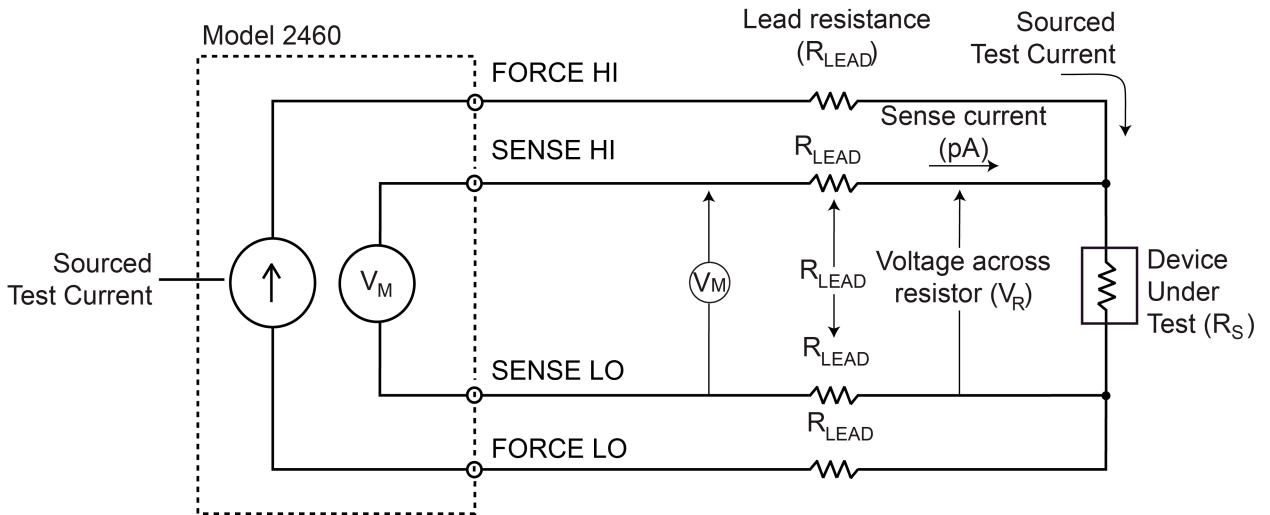 Model 2460
Lead resistance
(RLEAD)
Sourced
Test Current
FORCE HI
SENSE HI
RLEAD
Sense current
(pA)
Sourced
Test Current
VM
VM
RLEAD
Voltage across
resistor (VR)
Device
Under
Test (RS)
RLEAD
SENSE LO
RLEAD
FORCE LO